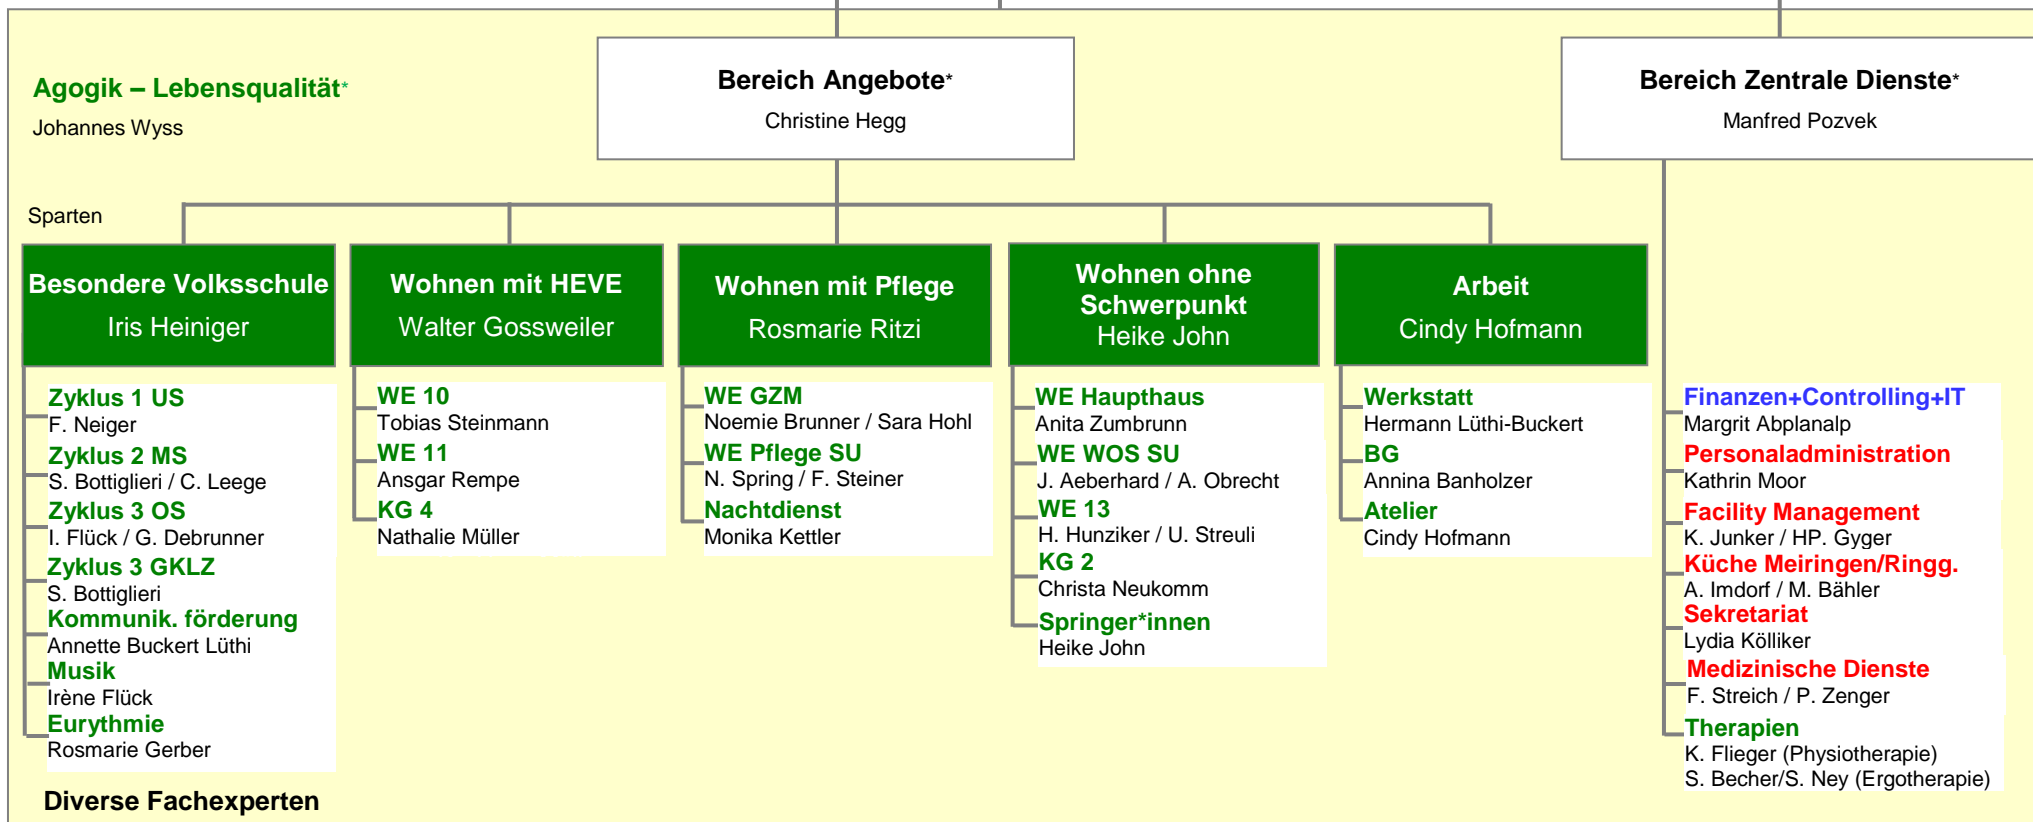 Agogik – Lebensqualität*
Johannes Wyss
Bereich Angebote*
Christine Hegg
Bereich Zentrale Dienste*
Manfred Pozvek
Sparten
Besondere Volksschule
Iris Heiniger
Zyklus 1 US
F. Neiger
Zyklus 2 MS
S. Bottiglieri / C. Leege
Zyklus 3 OS
I. Flück / G. Debrunner
Zyklus 3 GKLZ
S. Bottiglieri
Kommunik. förderung
Annette Buckert Lüthi
Musik
Irène Flück
Eurythmie
Rosmarie Gerber
Wohnen mit HEVE
Walter Gossweiler
WE 10
Tobias Steinmann
WE 11
Ansgar Rempe
KG 4
Nathalie Müller
Wohnen mit Pflege
Rosmarie Ritzi
WE GZM
Noemie Brunner / Sara Hohl
WE Pflege SU
N. Spring / F. Steiner
Nachtdienst
Monika Kettler
Wohnen ohne
Schwerpunkt
Heike John
WE Haupthaus
Anita Zumbrunn
WE WOS SU
J. Aeberhard / A. Obrecht
WE 13
H. Hunziker / U. Streuli
KG 2
Christa Neukomm
Springer*innen
Heike John
Arbeit
Cindy Hofmann
Werkstatt
Hermann Lüthi-Buckert
BG
Annina Banholzer
Atelier
Cindy Hofmann
Finanzen+Controlling+IT
Margrit Abplanalp
Personaladministration
Kathrin Moor
Facility Management
K. Junker / HP. Gyger
Küche Meiringen/Ringg.
A. Imdorf / M. Bähler
Sekretariat
Lydia Kölliker
Medizinische Dienste
F. Streich / P. Zenger
Therapien
K. Flieger (Physiotherapie)
S. Becher/S. Ney (Ergotherapie)
Diverse Fachexperten